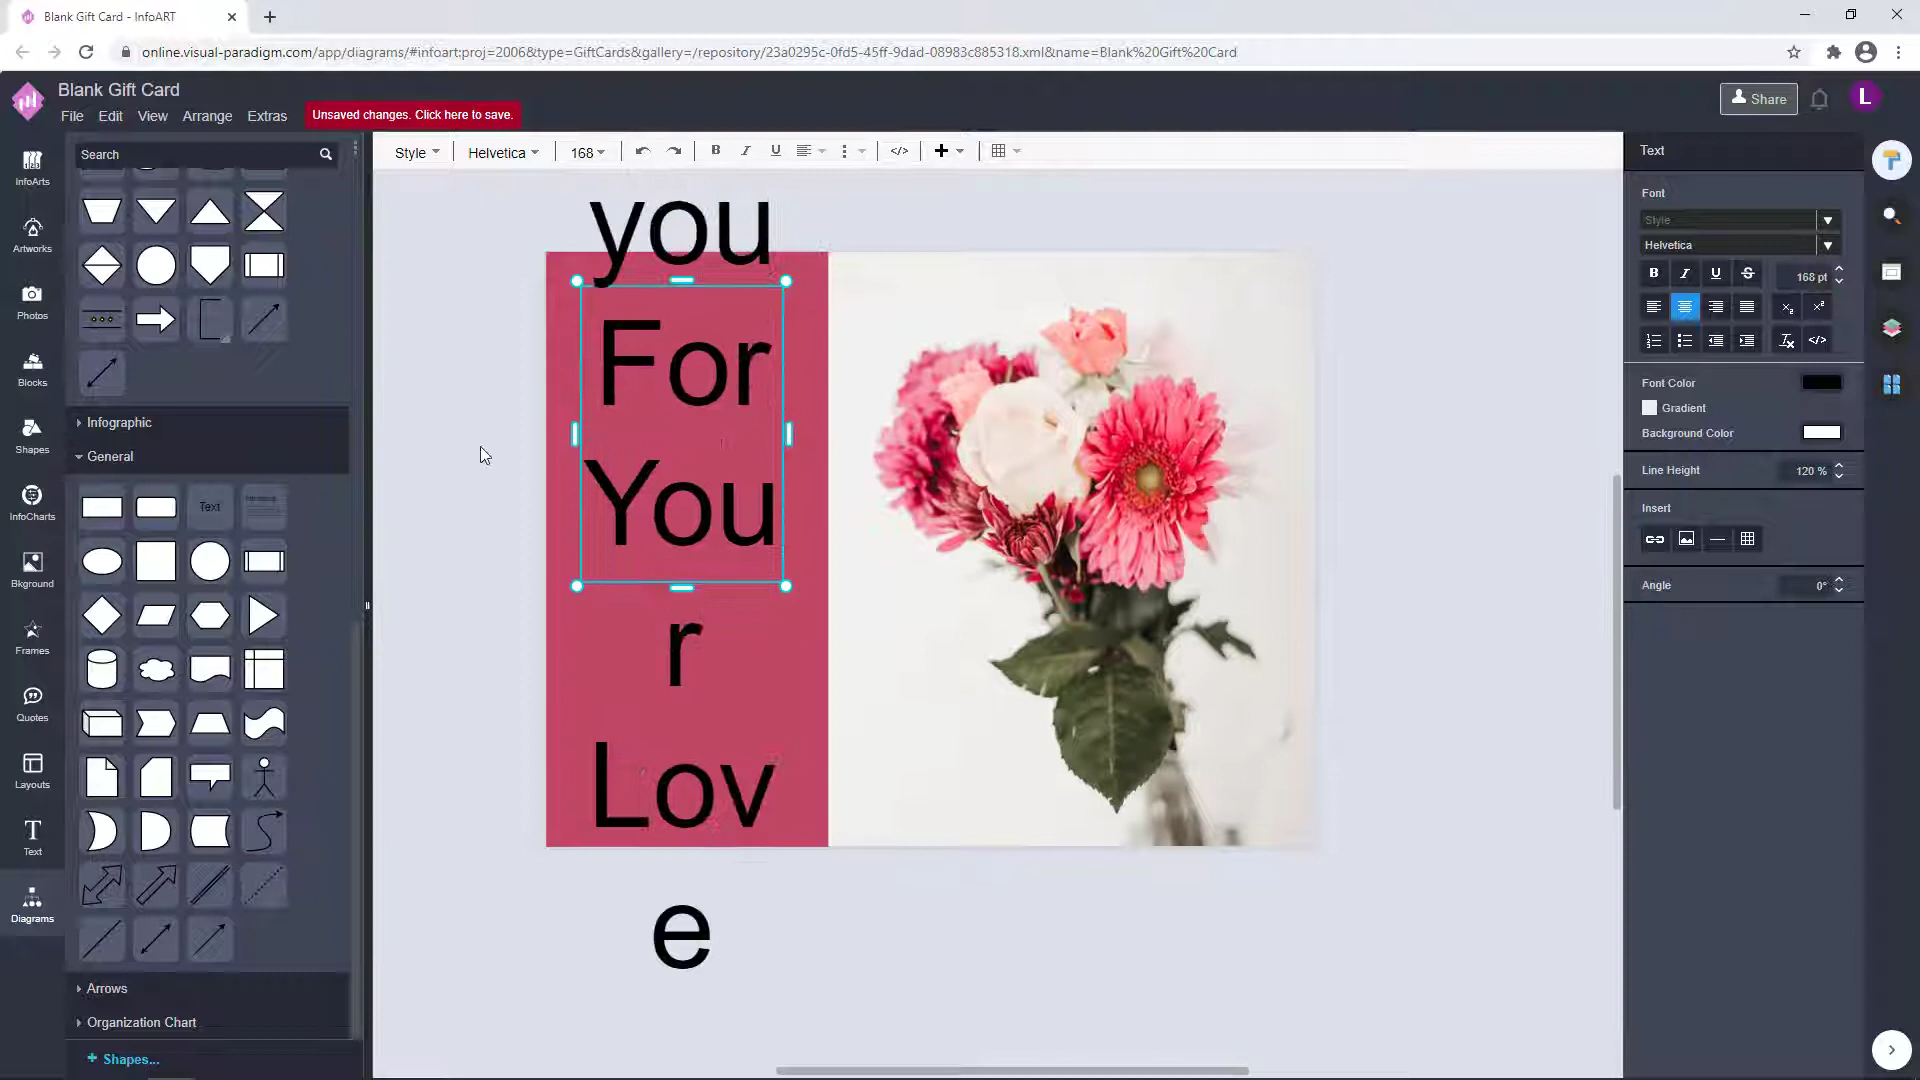 Blank Gift Card - InfoART
online.visual-paradigm.com/app/diagrams/#infoart:proj=2006&type=GiftCards&gallery=/repository/23a0295c-0fd5-45ff-9dad-08983c885318.xml&name=Blank%20Gift%20Card
Blank Gift Card
File Edit View Arrange Extras
Unsaved changes. Click here to save.
Share
L
Search
Style Helvetica 168 B I U </>
InfoArts
Artworks
Photos
Blocks
Shapes
InfoCharts
Bkground
Frames
Quotes
Layouts
T
Text
Diagrams
Infographic
General
Text
Arrows
Organization Chart
+ Shapes...
you
For
You
r
Lov
e
Text
Font
Style
Helvetica
B I U S 168 pt
</>
Font Color
Gradient
Background Color
Line Height 120 %
Insert
Angle 0°